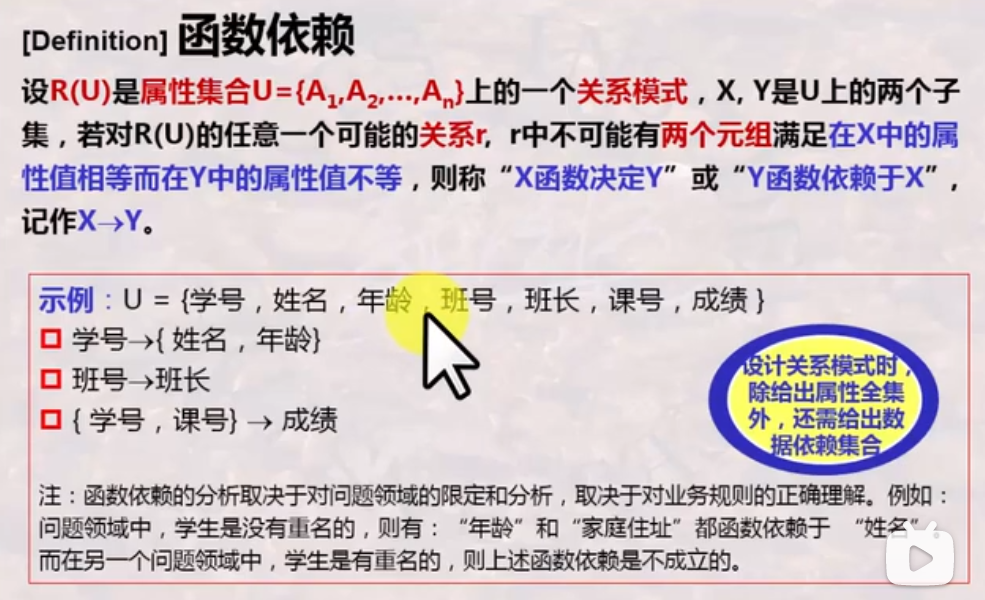 [Definition] 函数依赖
设R(U)是属性集合U={A1,A2,...,An}上的一个关系模式，X, Y是U上的两个子
集，若对R(U)的任意一个可能的关系r, r中不可能有两个元组满足在X中的属
性值相等而在Y中的属性值不等，则称“X函数决定Y”或“Y函数依赖于X”，
记作X→Y。
示例：U = {学号，姓名，年龄，班号，班长，课号，成绩 }
学号→{ 姓名，年龄}
班号→班长
{ 学号，课号} → 成绩
设计关系模式时，
除给出属性全集
外，还需给出数
据依赖集合
注：函数依赖的分析取决于对问题领域的限定和分析，取决于对业务规则的正确理解。例如：
问题领域中，学生是没有重名的，则有：“年龄”和“家庭住址”都函数依赖于 “姓名”
而在另一个问题领域中，学生是有重名的，则上述函数依赖是不成立的。